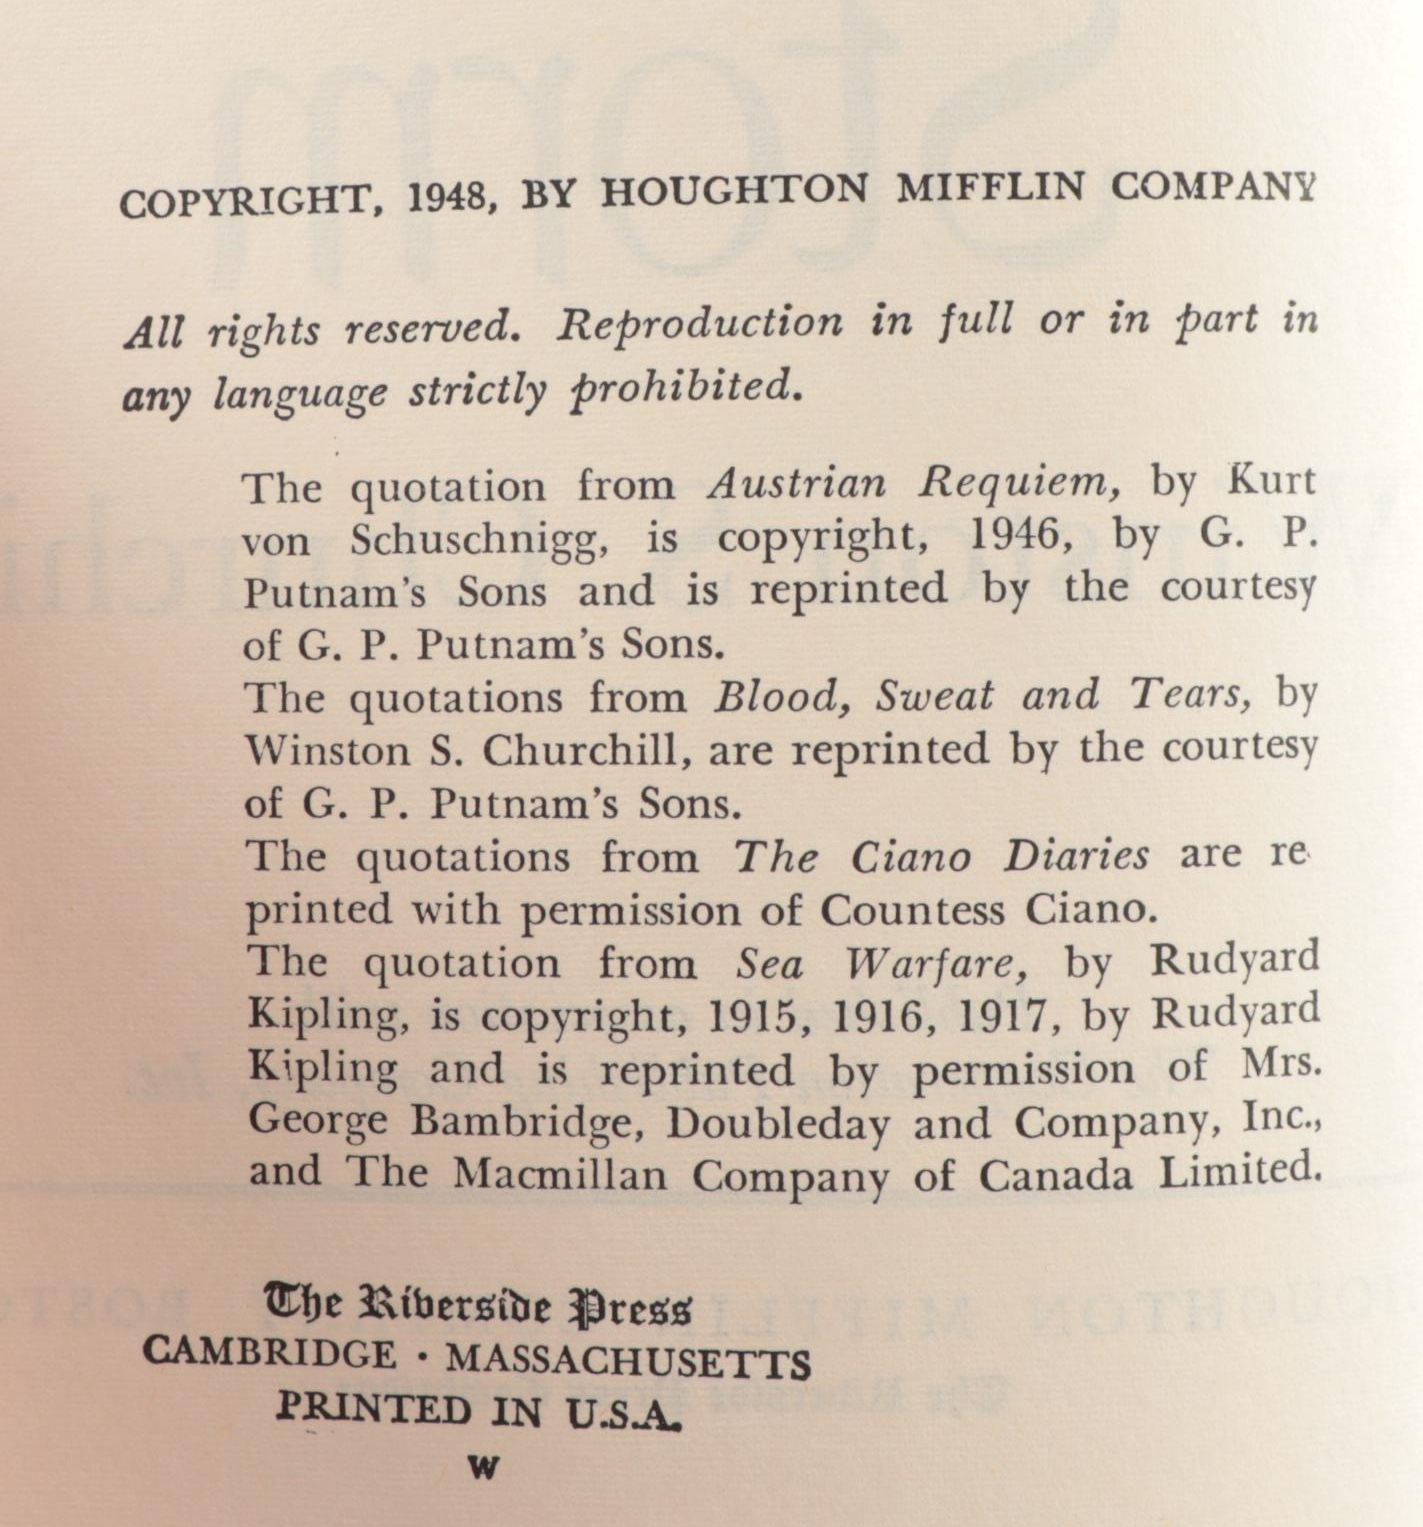 COPYRIGHT, 1948, BY HOUGHTON MIFFLIN COMPANY
All rights reserved. Reproduction in full or in part in
any language strictly prohibited.
The quotation from Austrian Requiem, by Kurt
von Schuschnigg, is copyright, 1946, by G. P.
Putnam's Sons and is reprinted by the courtesy
of G. P. Putnam's Sons.
The quotations from Blood, Sweat and Tears, by
Winston S. Churchill, are reprinted by the courtesy
of G. P. Putnam's Sons.
The quotations from The Ciano Diaries are re-
printed with permission of Countess Ciano.
The quotation from Sea Warfare, by Rudyard
Kipling, is copyright, 1915, 1916, 1917, by Rudyard
Kipling and is reprinted by permission of Mrs.
George Bambridge, Doubleday and Company, Inc.,
and The Macmillan Company of Canada Limited.
The Riverside Press
CAMBRIDGE · MASSACHUSETTS
PRINTED IN U.S.A.
W